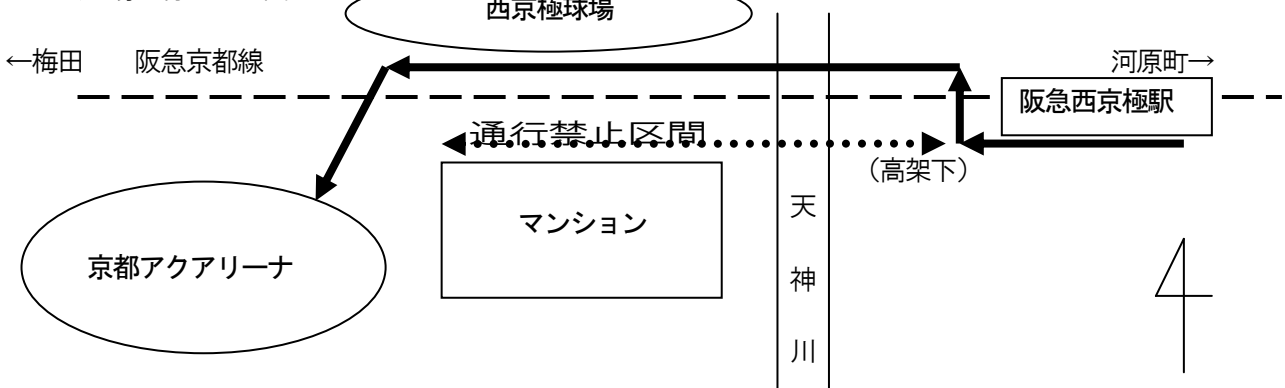 西京極球場
←梅田 阪急京都線 河原町→
阪急西京極駅
通行禁止区間
(高架下)
マンション
天神川
京都アクアリーナ